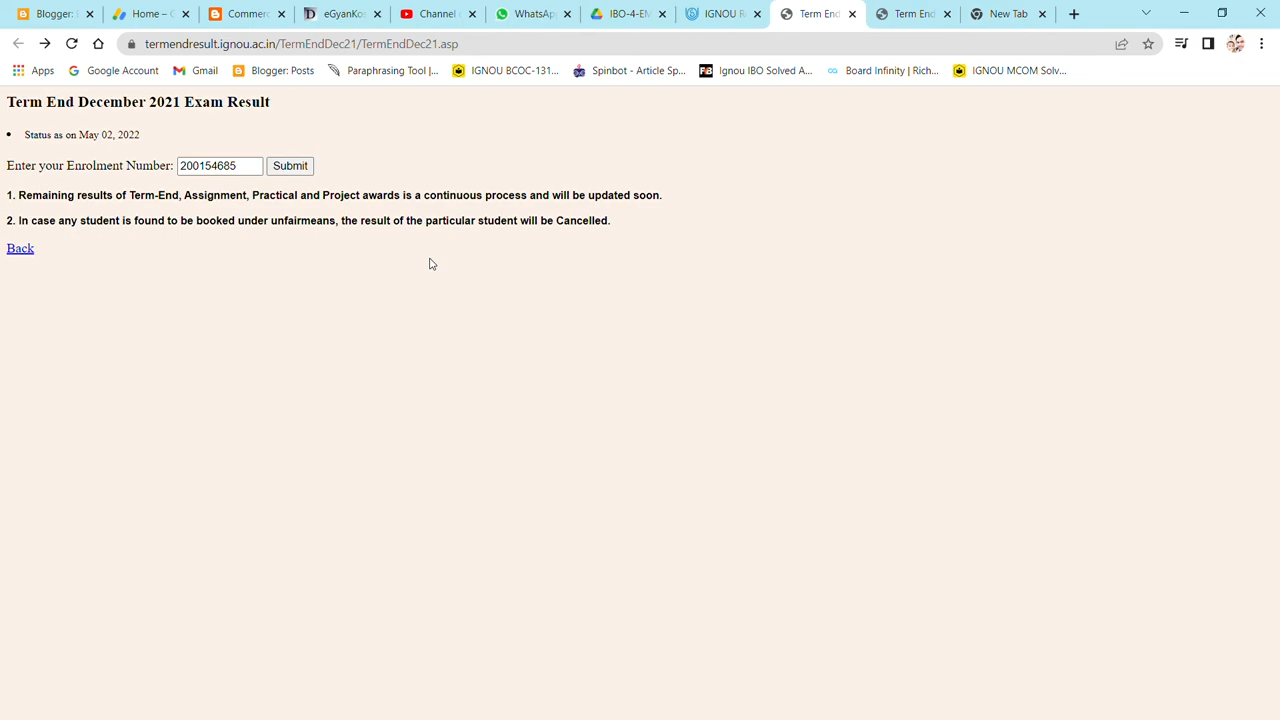 Blogger:
Home –
Commer
eGyanKos
Channel
WhatsAp
IBO-4-EM
IGNOU R
Term End
Term End
New Tab
termendresult.ignou.ac.in/TermEndDec21/TermEndDec21.asp
Apps
Google Account
Gmail
Blogger: Posts
Paraphrasing Tool |...
IGNOU BCOC-131...
Spinbot - Article Sp...
Ignou IBO Solved A...
Board Infinity | Rich...
IGNOU MCOM Solv...
Term End December 2021 Exam Result
• Status as on May 02, 2022
Enter your Enrolment Number: 200154685 Submit
1. Remaining results of Term-End, Assignment, Practical and Project awards is a continuous process and will be updated soon.
2. In case any student is found to be booked under unfairmeans, the result of the particular student will be Cancelled.
Back